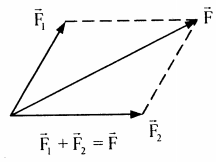 F⃗₁ F⃗
F⃗₂
F⃗₁ + F⃗₂ = F⃗